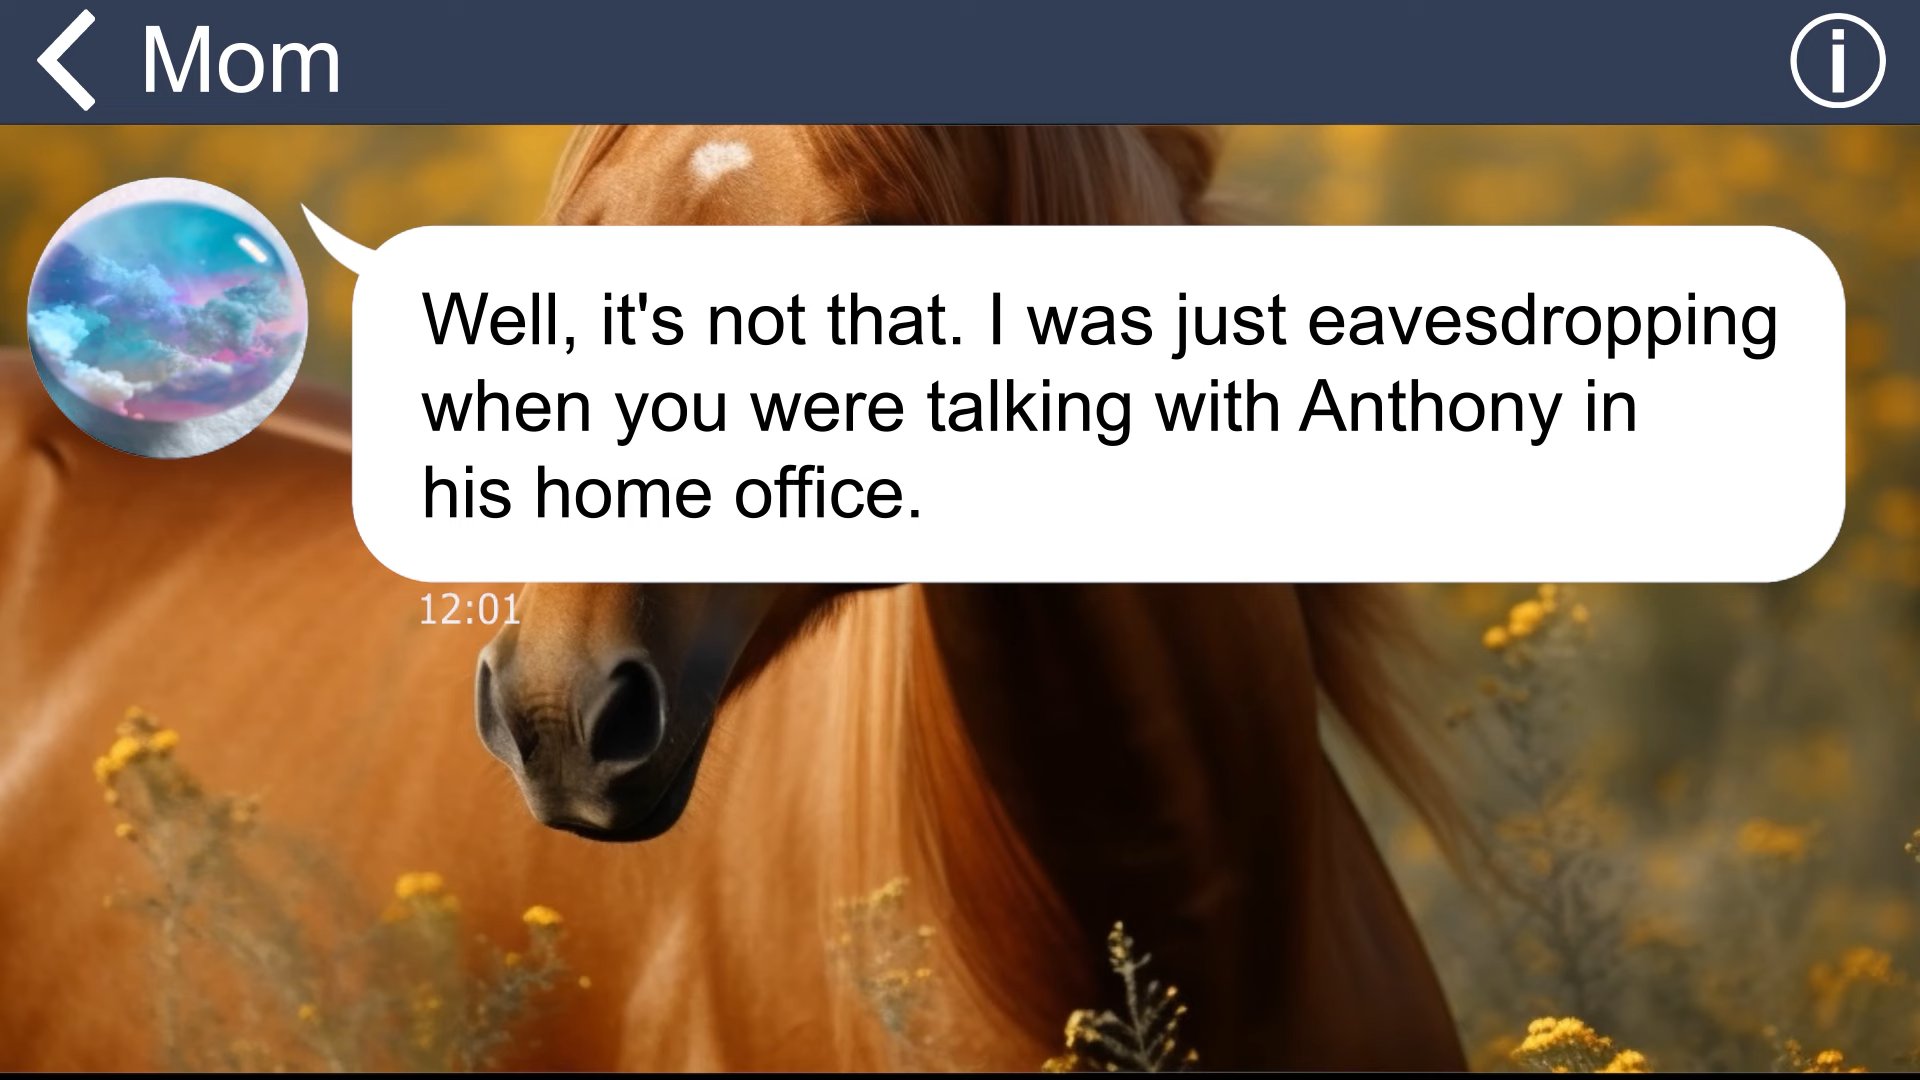 Mom
Well, it's not that. I was just eavesdropping
when you were talking with Anthony in
his home office.
12:01